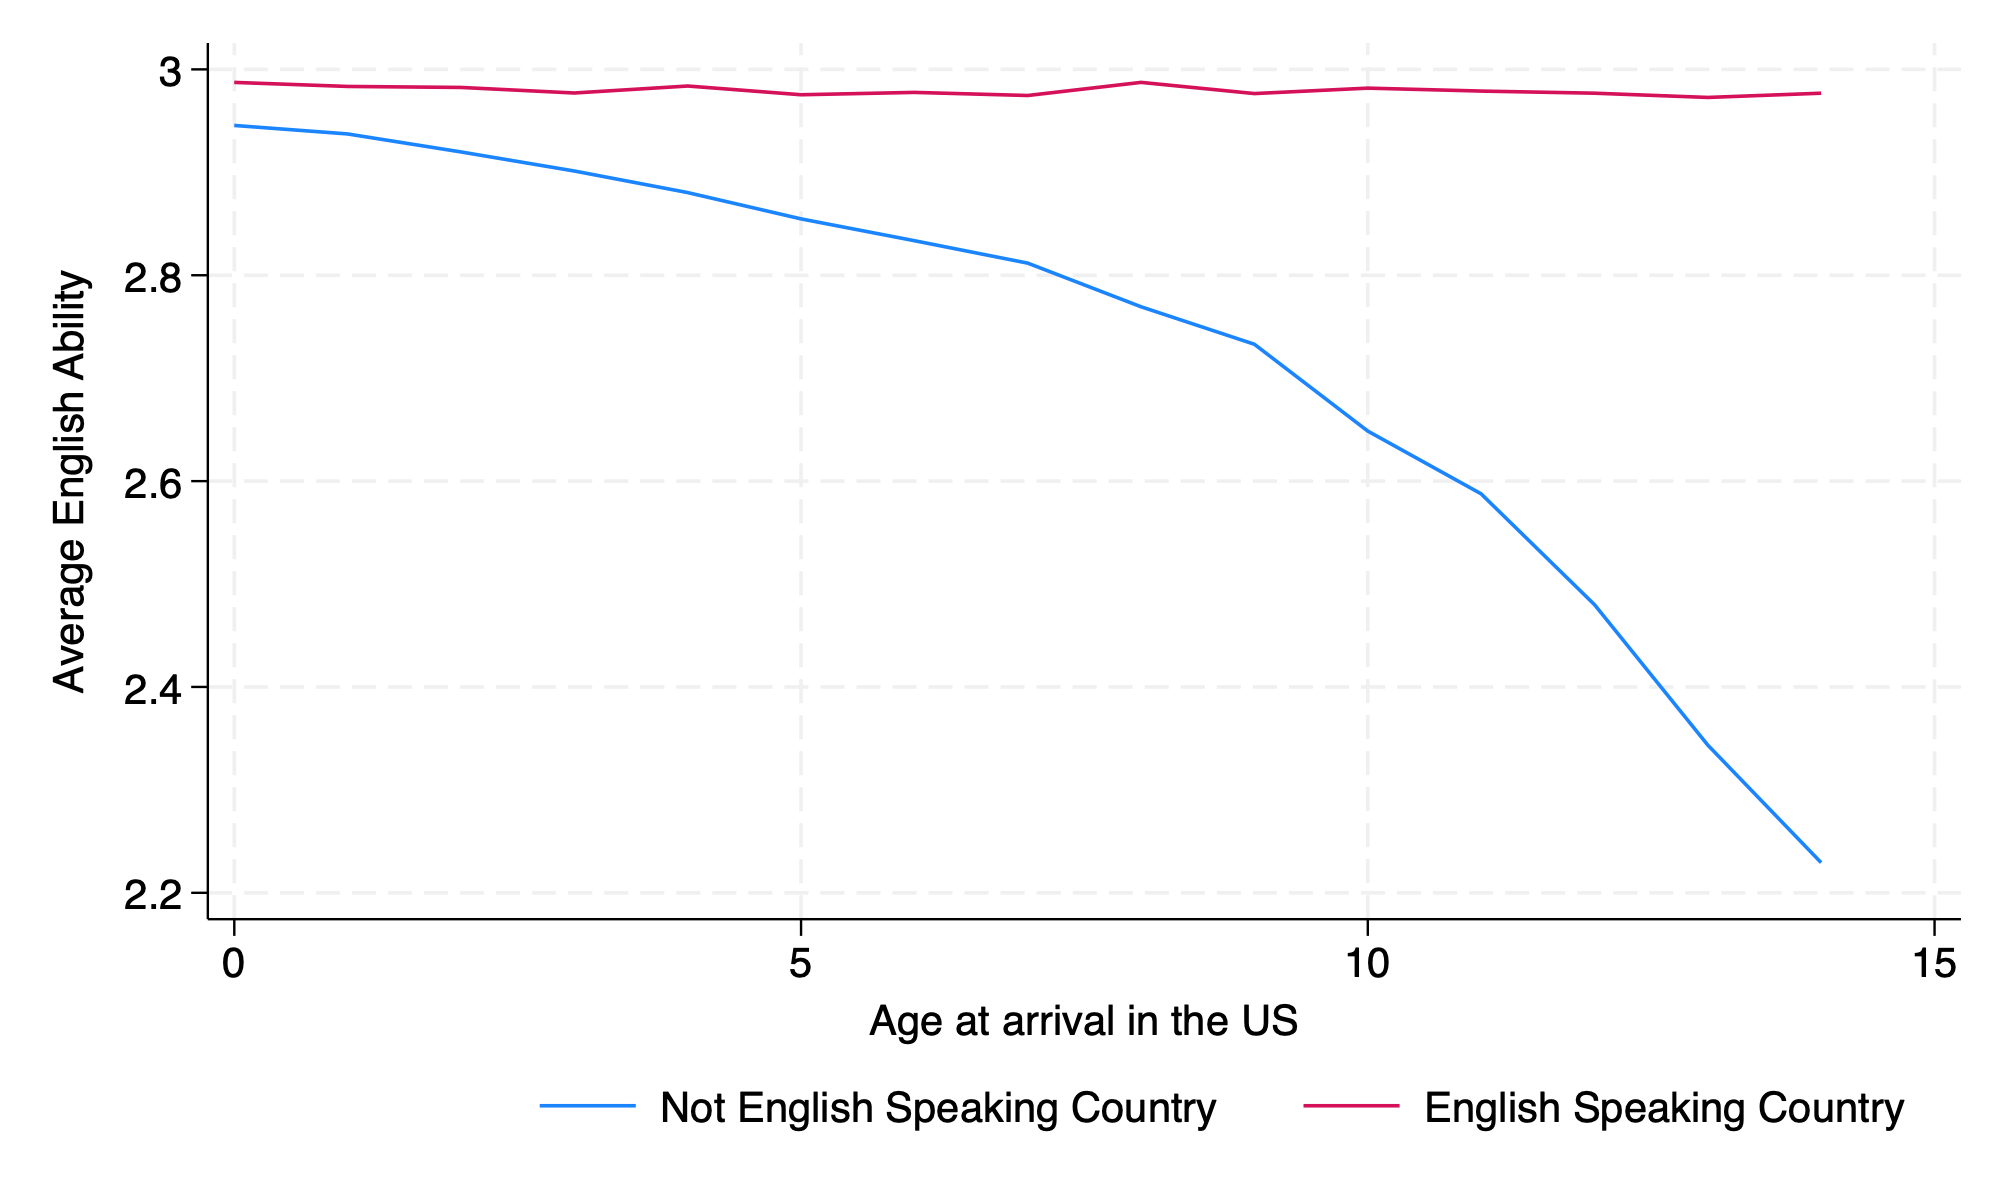 Average English Ability
3
2.8
2.6
2.4
2.2
0 5 10 15
Age at arrival in the US
Not English Speaking Country English Speaking Country